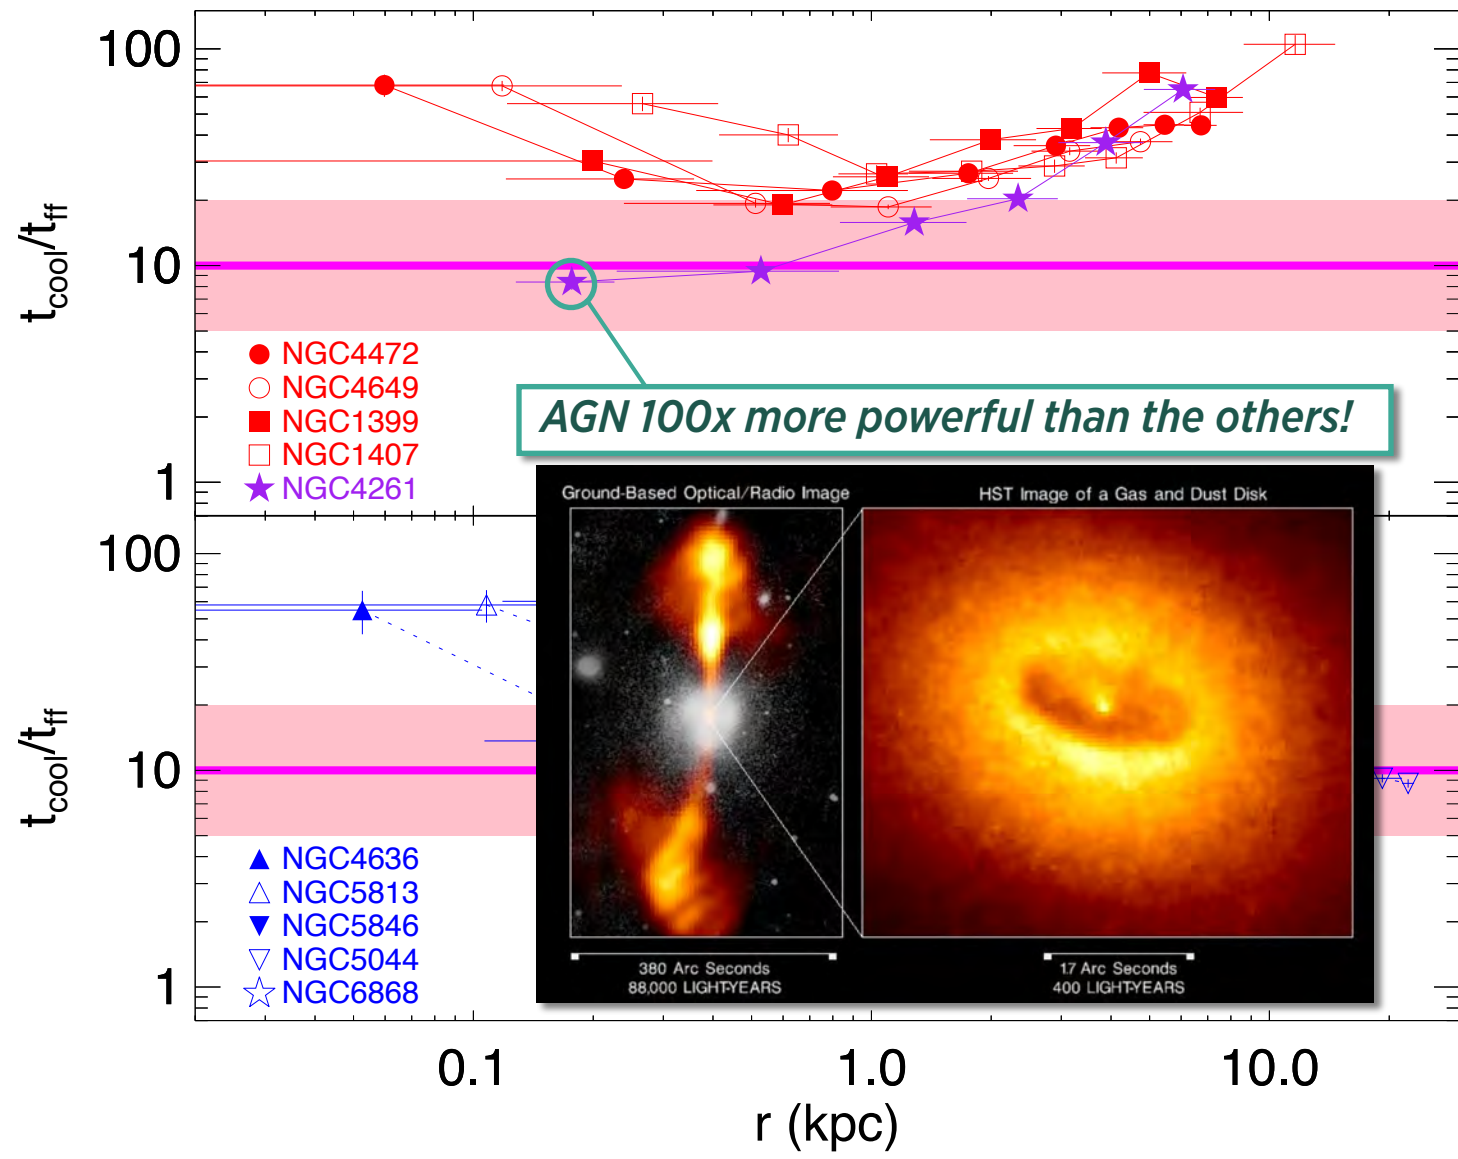 100
10
1
t_cool/t_ff
NGC4472
NGC4649
NGC1399
NGC1407
NGC4261
AGN 100x more powerful than the others!
Ground-Based Optical/Radio Image
HST Image of a Gas and Dust Disk
380 Arc Seconds
88,000 LIGHT-YEARS
17 Arc Seconds
400 LIGHT-YEARS
100
10
1
t_cool/t_ff
NGC4636
NGC5813
NGC5846
NGC5044
NGC6868
0.1
1.0
10.0
r (kpc)